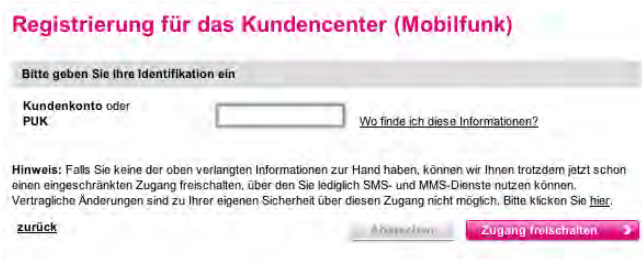 Registrierung für das Kundencenter (Mobilfunk)
Bitte geben Sie Ihre Identifikation ein
Kundenkonto oder
PUK
Wo finde ich diese Informationen?
Hinweis: Falls Sie keine der oben verlangten Informationen zur Hand haben, können wir Ihnen trotzdem jetzt schon
einen eingeschränkten Zugang freischalten, über den Sie lediglich SMS- und MMS-Dienste nutzen können.
Vertragliche Änderungen sind zu Ihrer eigenen Sicherheit über diesen Zugang nicht möglich. Bitte klicken Sie hier.
zurück
Abbrechen
Zugang freischalten